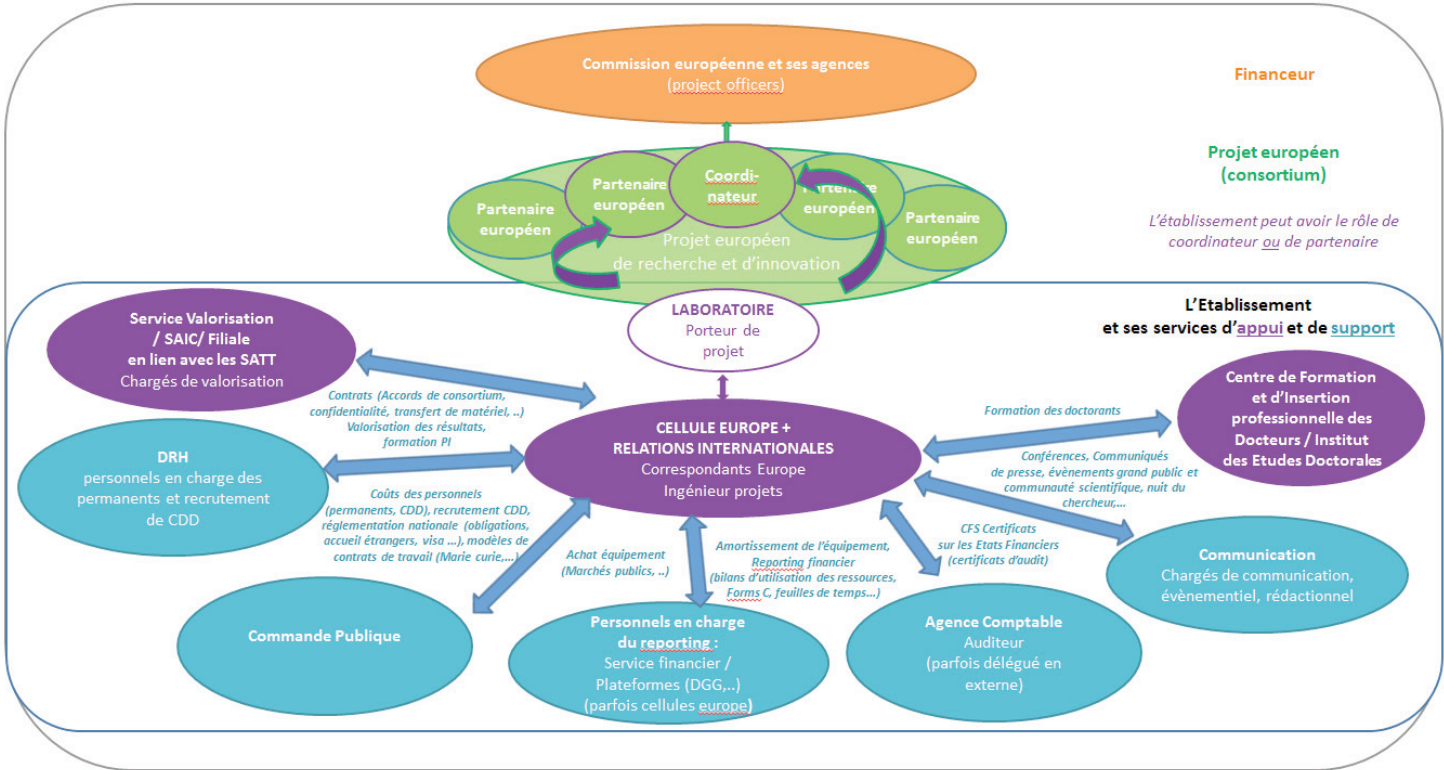 Commission européenne et ses agences
(project officers)
Financeur
Projet européen
(consortium)
L'établissement peut avoir le rôle de
coordinateur ou de partenaire
Partenaire
européen
Partenaire
européen
Coordi-
nateur
Partenaire
européen
Partenaire
européen
Projet européen
de recherche et d'innovation
LABORATOIRE
Porteur de
projet
L'Etablissement
et ses services d'appui et de support
Service Valorisation
/ SAIC/ Filiale
en lien avec les SATT
Chargés de valorisation
Contrats (Accords de consortium,
confidentialité, transfert de matériel, ..)
Valorisation des résultats,
formation PI
DRH
personnels en charge des
permanents et recrutement
de CDD
CELLULE EUROPE +
RELATIONS INTERNATIONALES
Correspondants Europe
Ingénieur projets
Formation des doctorants
Centre de Formation
et d'Insertion
professionnelle des
Docteurs / Institut
des Etudes Doctorales
Conférences, Communiqués
de presse, évènements grand public et
communauté scientifique, nuit du
chercheur,...
Coûts des personnels
(permanents, CDD), recrutement CDD,
réglementation nationale (obligations,
accueil étrangers, visa ...), modèles de
contrats de travail (Marie curie,...)
Achat équipement
(Marchés publics, ..)
Amortissement de l'équipement,
Reporting financier
(bilans d'utilisation des ressources,
Forms C, feuilles de temps...)
CFS Certificats
sur les Etats Financiers
(certificats d'audit)
Communication
Chargés de communication,
évènementiel, rédactionnel
Commande Publique
Personnels en charge
du reporting :
Service financier /
Plateformes (DGG,..)
(parfois cellules europe)
Agence Comptable
Auditeur
(parfois délégué en
externe)